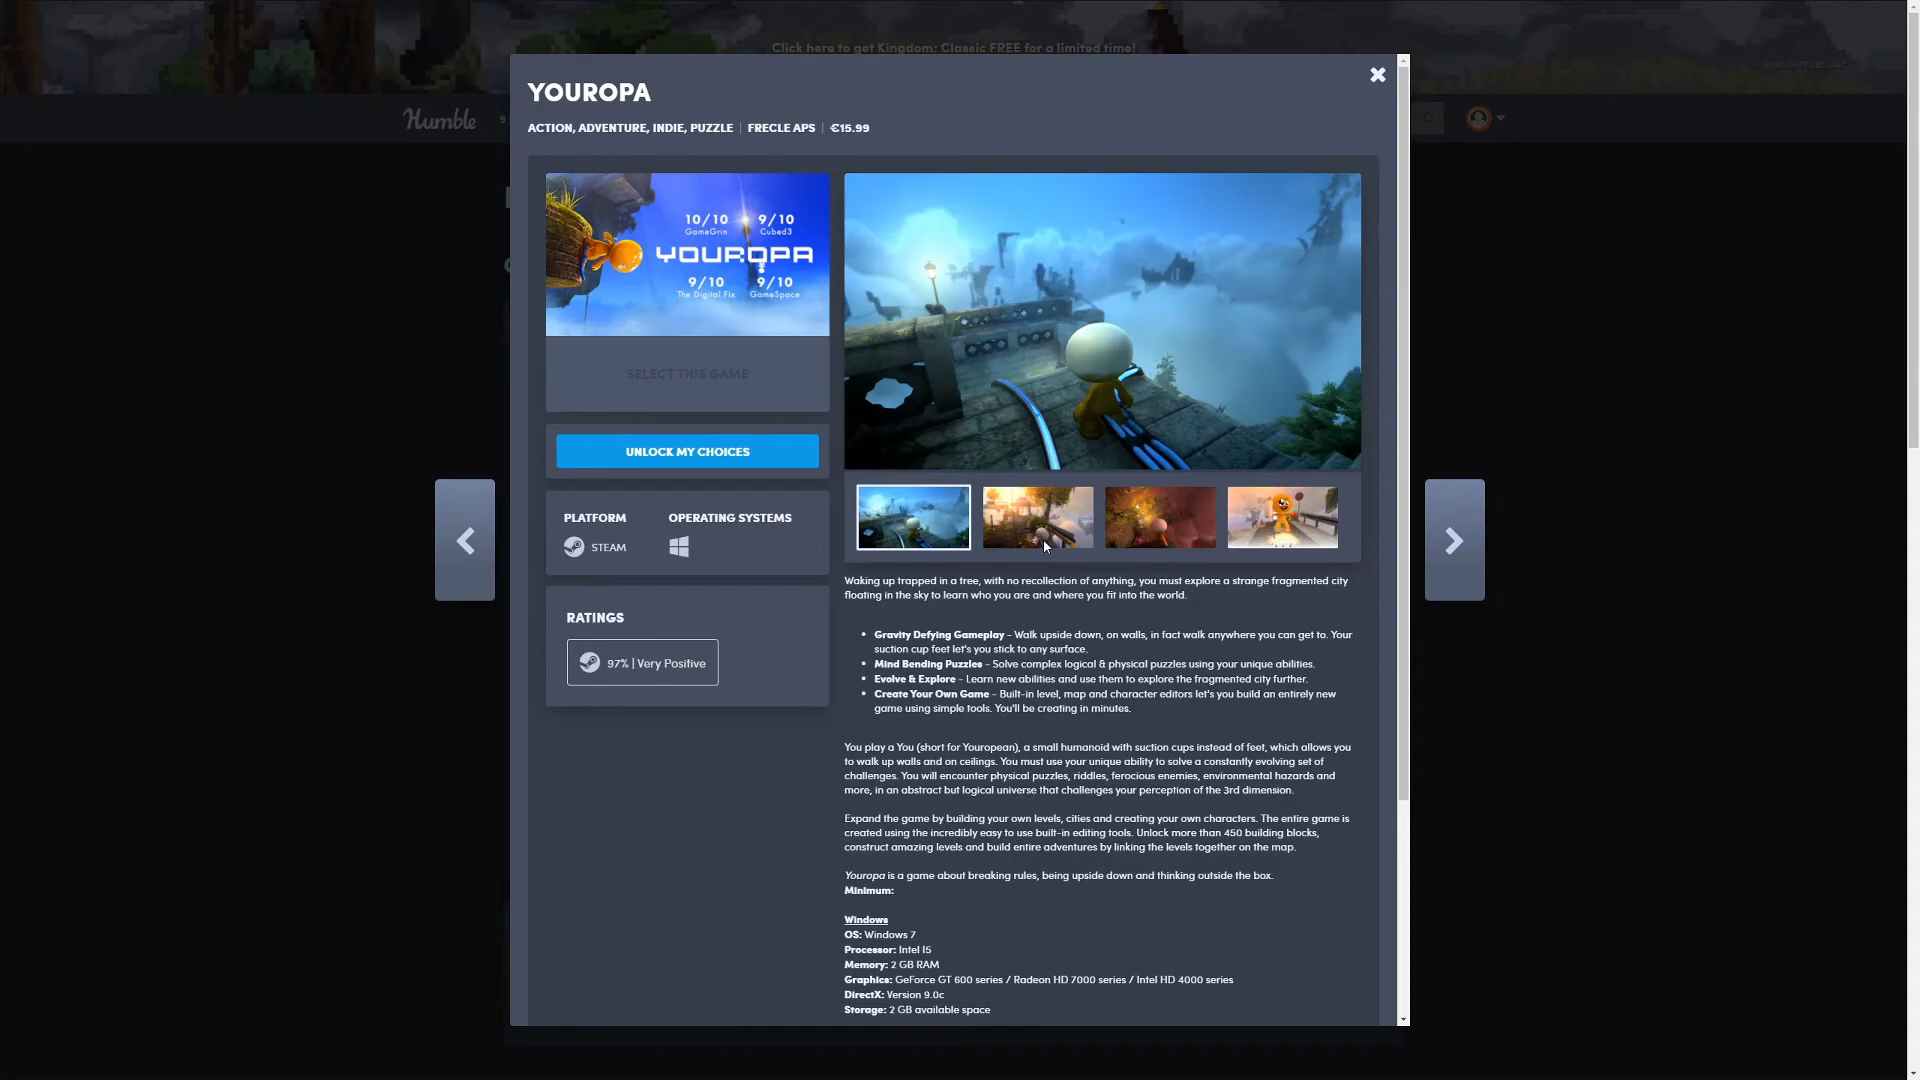 Click here to get Kingdom: Classic FREE for a limited time!
Humble
YOUROPA
ACTION, ADVENTURE, INDIE, PUZZLE | FRECLE APS | €15.99
10/10 9/10
GameGrin Cubed3
YOUROPA
9/10 9/10
The Digital Fix GameSpace
SELECT THIS GAME
UNLOCK MY CHOICES
PLATFORM OPERATING SYSTEMS
STEAM
RATINGS
97% | Very Positive
Waking up trapped in a tree, with no recollection of anything, you must explore a strange fragmented city
floating in the sky to learn who you are and where you fit into the world.
• Gravity Defying Gameplay – Walk upside down, on walls, in fact walk anywhere you can get to. Your
suction cup feet let's you stick to any surface.
• Mind Bending Puzzles – Solve complex logical & physical puzzles using your unique abilities.
• Evolve & Explore – Learn new abilities and use them to explore the fragmented city further.
• Create Your Own Game – Built-in level, map and character editors let's you build an entirely new
game using simple tools. You'll be creating in minutes.
You play a You (short for Youropean), a small humanoid with suction cups instead of feet, which allows you
to walk up walls and on ceilings. You must use your unique ability to solve a constantly evolving set of
challenges. You will encounter physical puzzles, riddles, ferocious enemies, environmental hazards and
more, in an abstract but logical universe that challenges your perception of the 3rd dimension.
Expand the game by building your own levels, cities and creating your own characters. The entire game is
created using the incredibly easy to use built-in editing tools. Unlock more than 450 building blocks,
construct amazing levels and build entire adventures by linking the levels together on the map.
Youropa is a game about breaking rules, being upside down and thinking outside the box.
Minimum:
Windows
OS: Windows 7
Processor: Intel I5
Memory: 2 GB RAM
Graphics: GeForce GT 600 series / Radeon HD 7000 series / Intel HD 4000 series
DirectX: Version 9.0c
Storage: 2 GB available space